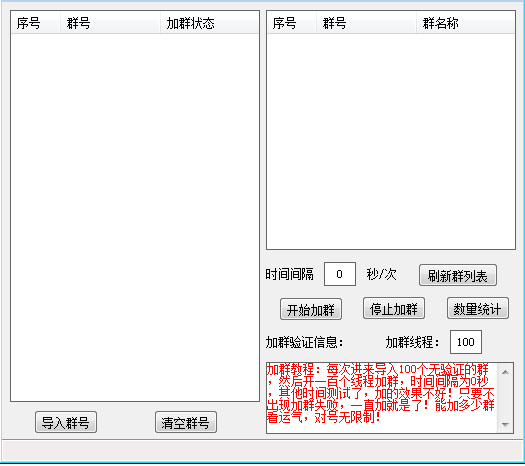 序号 群号 加群状态
序号 群号 群名称
时间间隔 0 秒/次 刷新群列表
开始加群 停止加群 数量统计
加群验证信息: 加群线程: 100
加群教程：每次进来导入100个无验证的群
，然后开一百个线程加群，时间间隔为0秒
，其他时间测试了，加的效果不好！只要不
出现加群失败，一直加就是了！能加多少群
看运气，对号无限制！
导入群号 清空群号